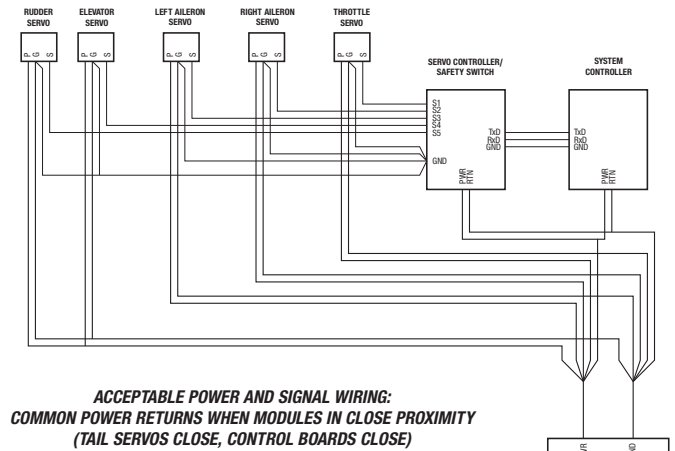 RUDDER SERVO
ELEVATOR SERVO
LEFT AILERON SERVO
RIGHT AILERON SERVO
THROTTLE SERVO
P G S
P G S
P G S
P G S
P G S
SERVO CONTROLLER/
SAFETY SWITCH
SYSTEM
CONTROLLER
S1
S2
S3
S4
S5
GND
TxD
RxD
GND
PWR
RTN
TxD
RxD
GND
PWR
RTN
ACCEPTABLE POWER AND SIGNAL WIRING:
COMMON POWER RETURNS WHEN MODULES IN CLOSE PROXIMITY
(TAIL SERVOS CLOSE, CONTROL BOARDS CLOSE)